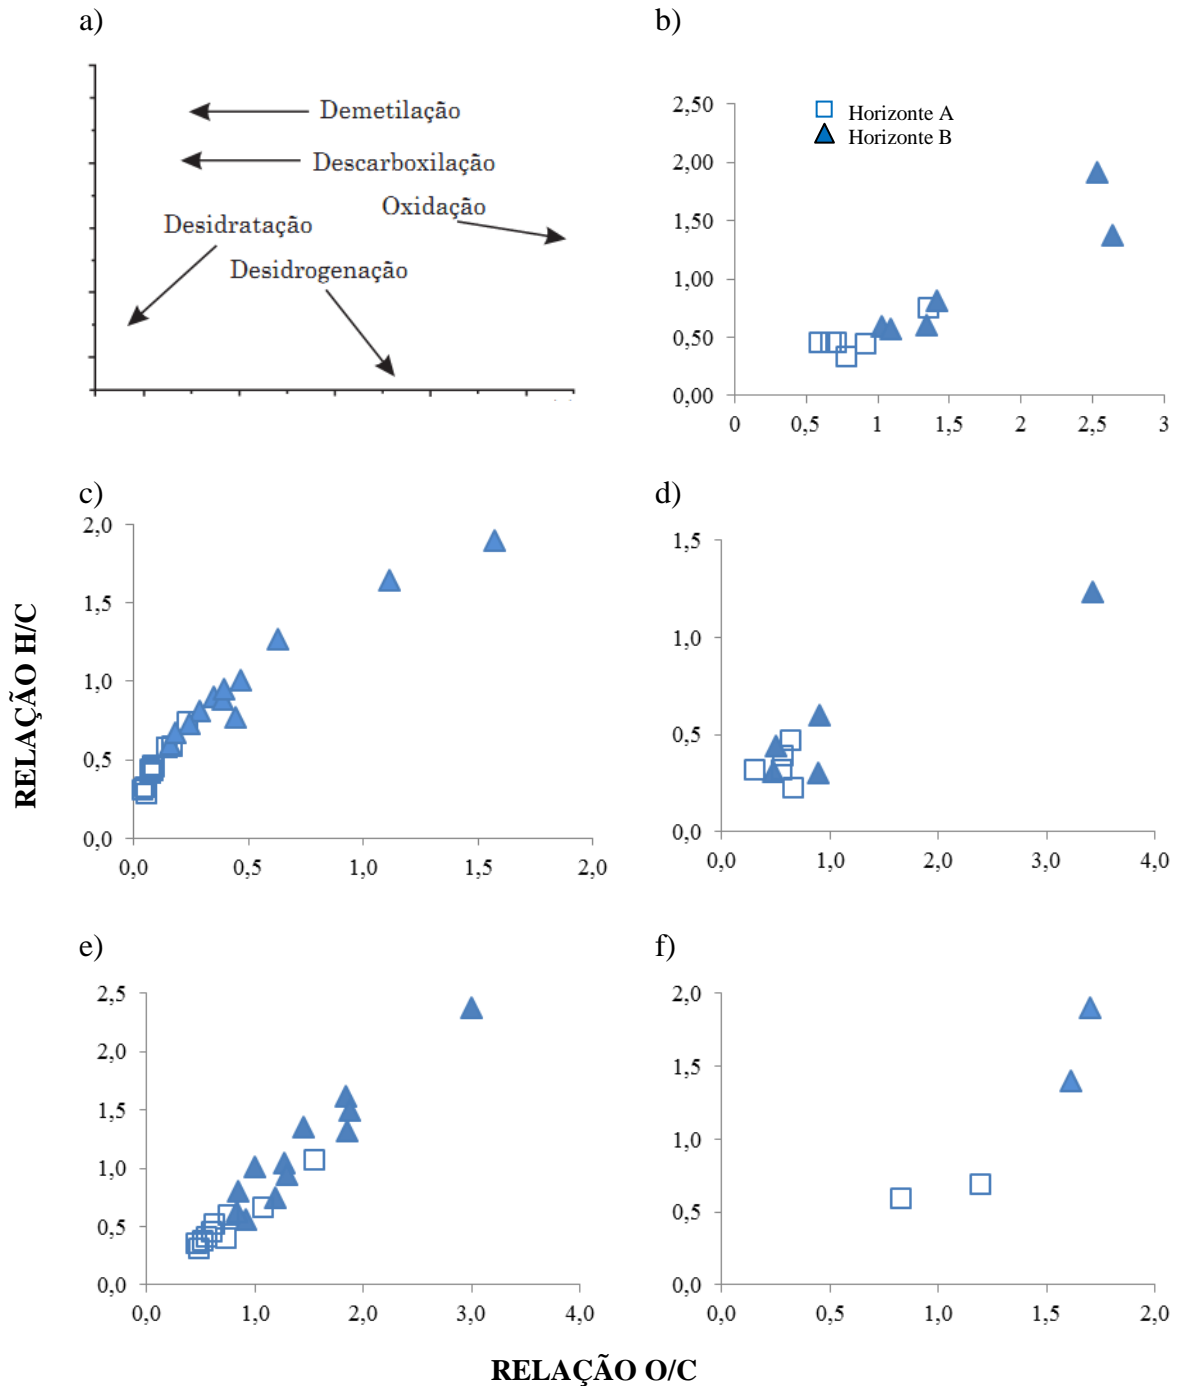 a)
Demetilação
Descarboxilação
Oxidação
Desidratação
Desidrogenação
b)
2,50
2,00
1,50
1,00
0,50
0,00
0 0,5 1 1,5 2 2,5 3
Horizonte A
Horizonte B
RELAÇÃO H/C
c)
2,0
1,5
1,0
0,5
0,0
0,0 0,5 1,0 1,5 2,0
d)
1,5
1,0
0,5
0,0
0,0 1,0 2,0 3,0 4,0
e)
2,5
2,0
1,5
1,0
0,5
0,0
0,0 1,0 2,0 3,0 4,0
f)
2,0
1,5
1,0
0,5
0,0
0,0 0,5 1,0 1,5 2,0
RELAÇÃO O/C